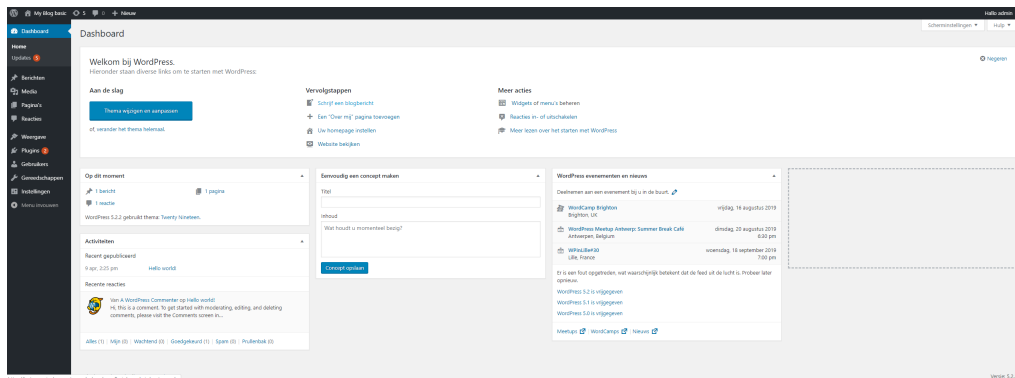 My Blog basic 5 0 + Nieuw
Hallo admin
Scherminstellingen
Hulp
Dashboard
Home
Updates
Berichten
Media
Pagina's
Reacties
Weergave
Plugins 2
Gebruikers
Gereedschappen
Instellingen
Menu invouwen
Dashboard
Welkom bij WordPress.
Hieronder staan diverse links om te starten met WordPress:
Negeren
Aan de slag
Thema wijzigen en aanpassen
of, verander het thema helemaal.
Vervolgstappen
Schrijf een blogbericht
Een "Over mij" pagina toevoegen
Uw homepage instellen
Website bekijken
Meer acties
Widgets of menu's beheren
Reacties in- of uitschakelen
Meer lezen over het starten met WordPress
Op dit moment
1 bericht
1 pagina
1 reactie
WordPress 5.2.2 gebruikt thema: Twenty Nineteen.
Activiteiten
Recent gepubliceerd
9 apr, 2:25 pm Hello world!
Recente reacties
Van A WordPress Commenter op Hello world!
Hi, this is a comment. To get started with moderating, editing, and deleting
comments, please visit the Comments screen in...
Alles (1) | Mijn (0) | Wachtend (0) | Goedgekeurd (1) | Spam (0) | Prullenbak (0)
Eenvoudig een concept maken
Titel
Inhoud
Wat houdt u momenteel bezig?
Concept opslaan
WordPress evenementen en nieuws
Deelnemen aan een evenement bij u in de buurt.
WordCamp Brighton vrijdag, 16 augustus 2019
Brighton, UK
WordPress Meetup Antwerp: Summer Break Café dinsdag, 20 augustus 2019
Antwerpen, Belgium 6:30 pm
WPinLille#30 woensdag, 18 september 2019
Lille, France 7:00 pm
Er is een fout opgetreden, wat waarschijnlijk betekent dat de feed uit de lucht is. Probeer later
opnieuw.
WordPress 5.2 is vrijgegeven
WordPress 5.1 is vrijgegeven
WordPress 5.0 is vrijgegeven
Meetups | WordCamps | Nieuws
Versie 5.2